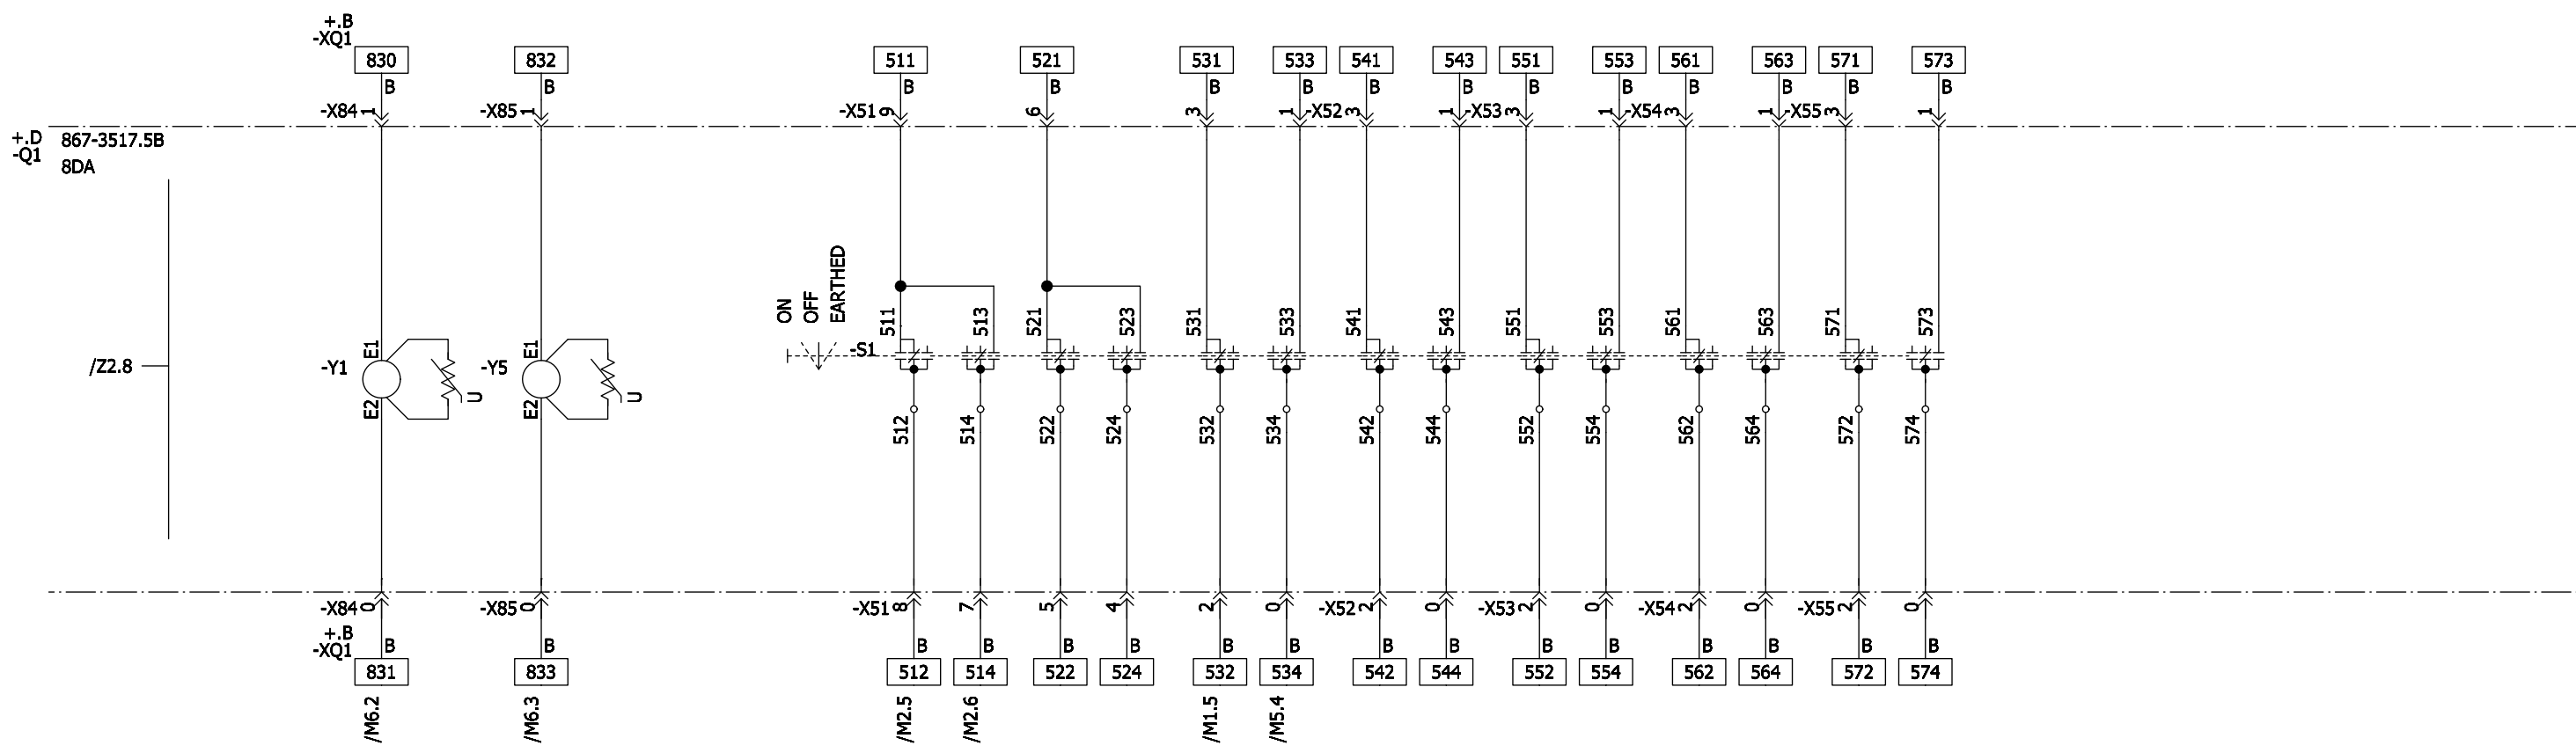 +.B
-XQ1
830 832 511 521 531 533 541 543 551 553 561 563 571 573
B B B B B B B B B B B B B B
-X84 1 -X85 1 -X51 9 6 3 1 -X52 3 1 -X53 3 1 -X54 3 1 -X55 3 1
+.D
-Q1
867-3517.5B
8DA
ON
OFF
EARTHED
511 513 521 523 531 533 541 543 551 553 561 563 571 573
E1 E1
-S1
/Z2.8
-Y1 -Y5
U U
E2 E2
512 514 522 524 532 534 542 544 552 554 562 564 572 574
-X84 0 -X85 0 -X51 8 7 5 4 2 0 -X52 2 0 -X53 2 0 -X54 2 0 -X55 2 0
+.B
-XQ1
B B B B B B B B B B B B B B B B
831 833 512 514 522 524 532 534 542 544 552 554 562 564 572 574
/M6.2 /M6.3 /M2.5 /M2.6 /M1.5 /M5.4